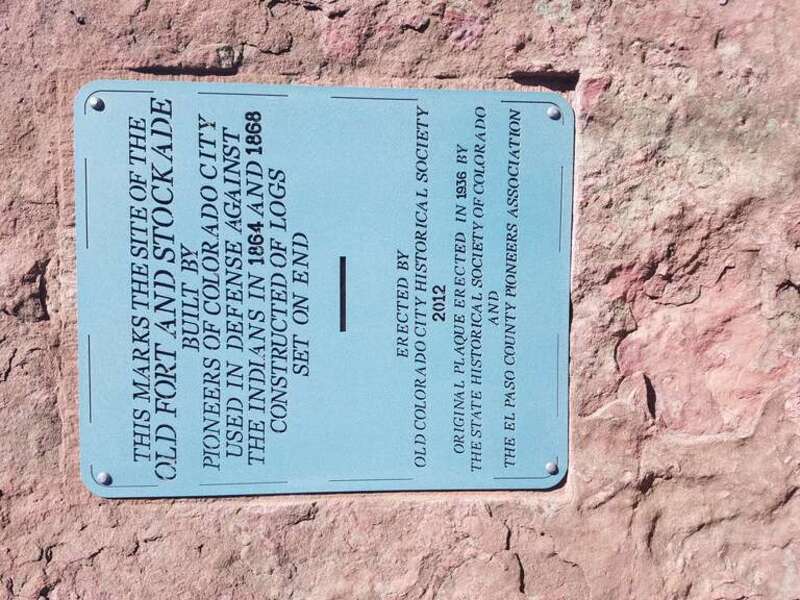 THIS MARKS THE SITE OF THE
OLD FORT AND STOCKADE
BUILT BY
PIONEERS OF COLORADO CITY
USED IN DEFENSE AGAINST
THE INDIANS IN 1864 AND 1868
CONSTRUCTED OF LOGS
SET ON END
ERECTED BY
OLD COLORADO CITY HISTORICAL SOCIETY
2012
ORIGINAL PLAQUE ERECTED IN 1936 BY
THE STATE HISTORICAL SOCIETY OF COLORADO
AND
THE EL PASO COUNTY PIONEERS ASSOCIATION